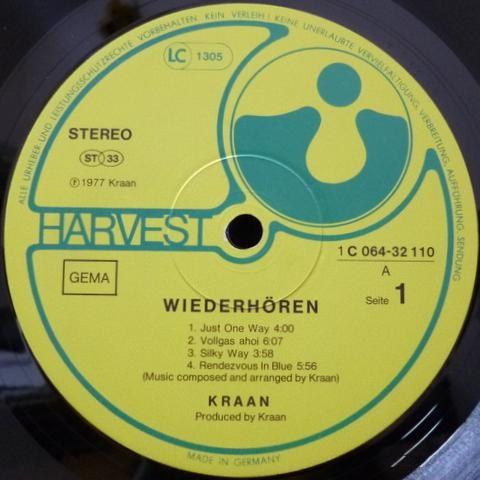 ALLE URHEBER- UND LEISTUNGSSCHUTZRECHTE VORBEHALTEN. KEIN VERLEIH! KEINE UNERLAUBTE VERVIELFÄLTIGUNG, VERBREITUNG, AUFFÜHRUNG, SENDUNG
LC 1305
STEREO
ST 33
℗ 1977 Kraan
HARVEST
GEMA
1 C 064-32 110
A
Seite 1
WIEDERHÖREN
1. Just One Way 4:00
2. Vollgas ahoi 6:07
3. Silky Way 3:58
4. Rendezvous In Blue 5:56
(Music composed and arranged by Kraan)
KRAAN
Produced by Kraan
MADE IN GERMANY